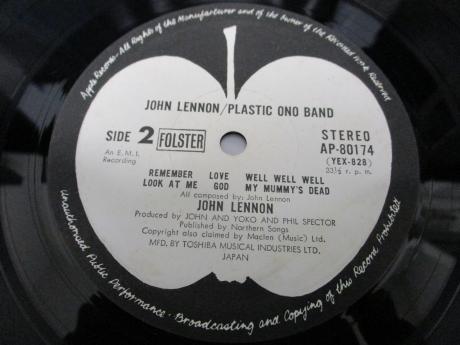 Apple Records · All Rights of the Manufacturer and of the Owner of the Recorded Work Reserved
JOHN LENNON/PLASTIC ONO BAND
SIDE 2 FOLSTER
STEREO
An E.M.I. Recording
AP-80174
(YEX-828)
33⅓ r. p. m.
REMEMBER LOVE WELL WELL WELL
LOOK AT ME GOD MY MUMMY'S DEAD
All composed by: John Lennon
JOHN LENNON
Produced by JOHN and YOKO and PHIL SPECTOR
Published by Northern Songs
Copyright also claimed by Maclen (Music) Ltd.
MFD. BY TOSHIBA MUSICAL INDUSTRIES LTD.
JAPAN
Unauthorized Public Performance · Broadcasting and Copying of this Record Prohibited